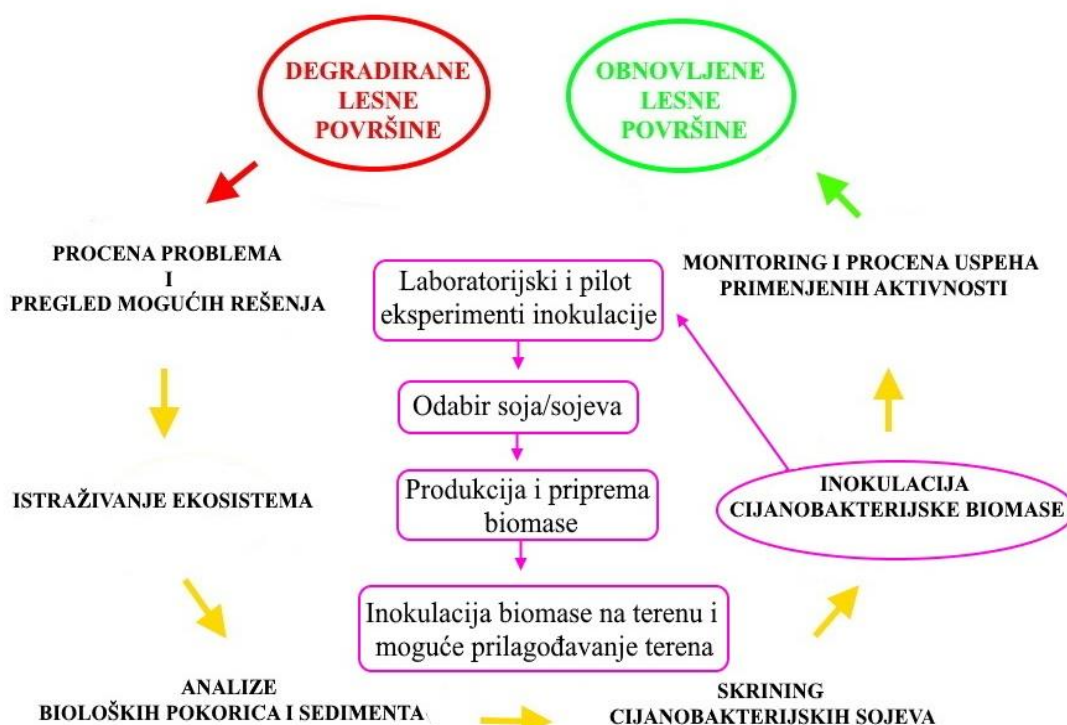 DEGRADIRANE
LESNE
POVRŠINE
OBNOVLJENE
LESNE
POVRŠINE
PROCENA PROBLEMA
I
PREGLED MOGUĆIH REŠENJA
ISTRAŽIVANJE EKOSISTEMA
ANALIZE
BIOLOŠKIH POKORICA I SEDIMENTA
SKRINING
CIJANOBAKTERIJSKIH SOJEVA
INOKULACIJA
CIJANOBAKTERIJSKE BIOMASE
Laboratorijski i pilot
eksperimenti inokulacije
Odabir soja/sojeva
Produkcija i priprema
biomase
Inokulacija biomase na terenu i
moguće prilagođavanje terena
MONITORING I PROCENA USPEHA
PRIMENJENIH AKTIVNOSTI